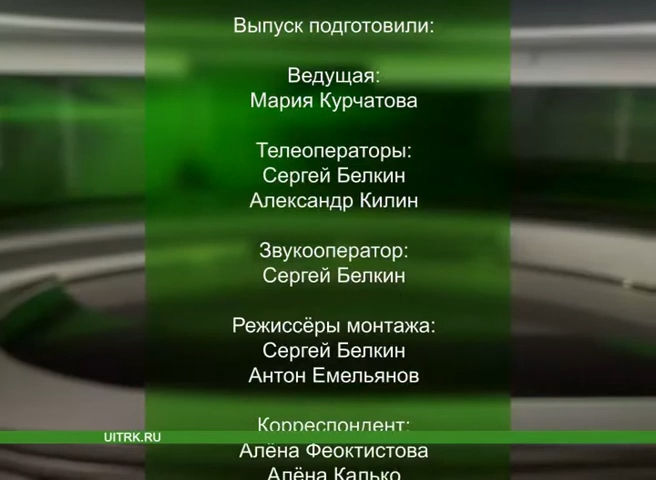 Выпуск подготовили:
Ведущая:
Мария Курчатова
Телеоператоры:
Сергей Белкин
Александр Килин
Звукооператор:
Сергей Белкин
Режиссёры монтажа:
Сергей Белкин
Антон Емельянов
Корреспондент:
UITRK.RU
Алёна Феоктистова
Алёна Калько